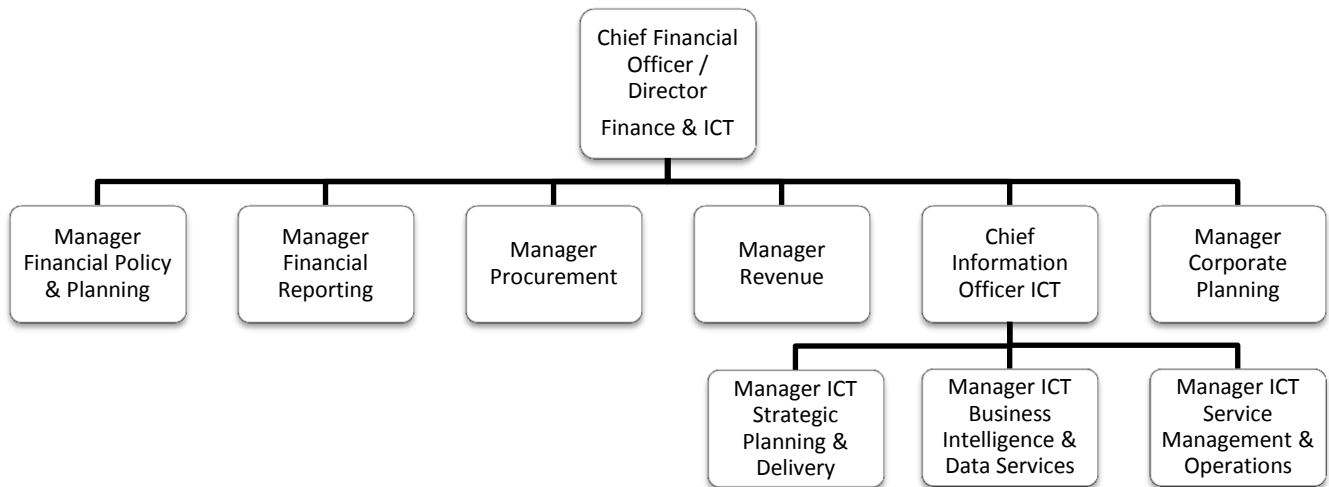 Chief Financial
Officer /
Director
Finance & ICT
Manager
Financial Policy
& Planning
Manager
Financial
Reporting
Manager
Procurement
Manager
Revenue
Chief
Information
Officer ICT
Manager
Corporate
Planning
Manager ICT
Strategic
Planning &
Delivery
Manager ICT
Business
Intelligence &
Data Services
Manager ICT
Service
Management &
Operations